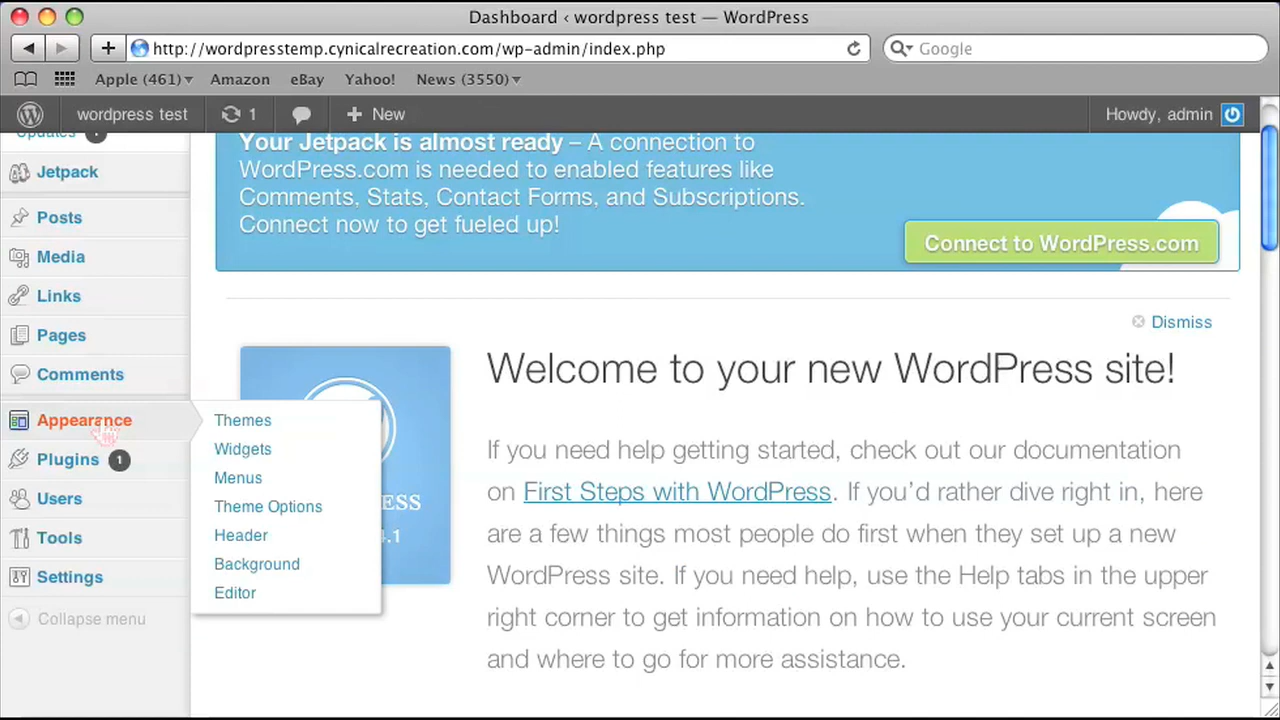 Dashboard ‹ wordpress test — WordPress
http://wordpresstemp.cynicalrecreation.com/wp-admin/index.php
Google
Apple (461)▾ Amazon eBay Yahoo! News (3550)▾
wordpress test 1 + New Howdy, admin
Updates
Jetpack
Posts
Media
Links
Pages
Comments
Appearance
Plugins 1
Users
Tools
Settings
Collapse menu
Themes
Widgets
Menus
Theme Options
Header
Background
Editor
Your Jetpack is almost ready – A connection to
WordPress.com is needed to enabled features like
Comments, Stats, Contact Forms, and Subscriptions.
Connect now to get fueled up!
Connect to WordPress.com
Dismiss
ESS
.1
Welcome to your new WordPress site!
If you need help getting started, check out our documentation
on First Steps with WordPress. If you’d rather dive right in, here
are a few things most people do first when they set up a new
WordPress site. If you need help, use the Help tabs in the upper
right corner to get information on how to use your current screen
and where to go for more assistance.